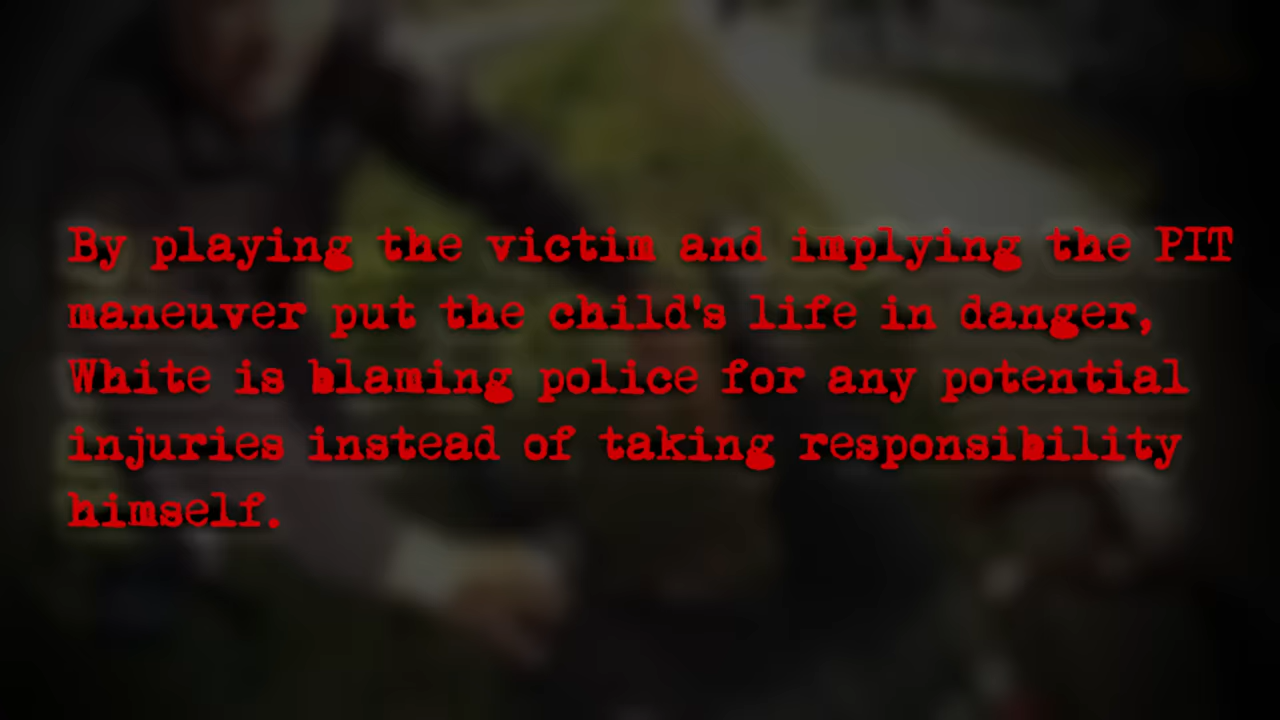 By playing the victim and implying the PIT
maneuver put the child's life in danger,
White is blaming police for any potential
injuries instead of taking responsibility
himself.